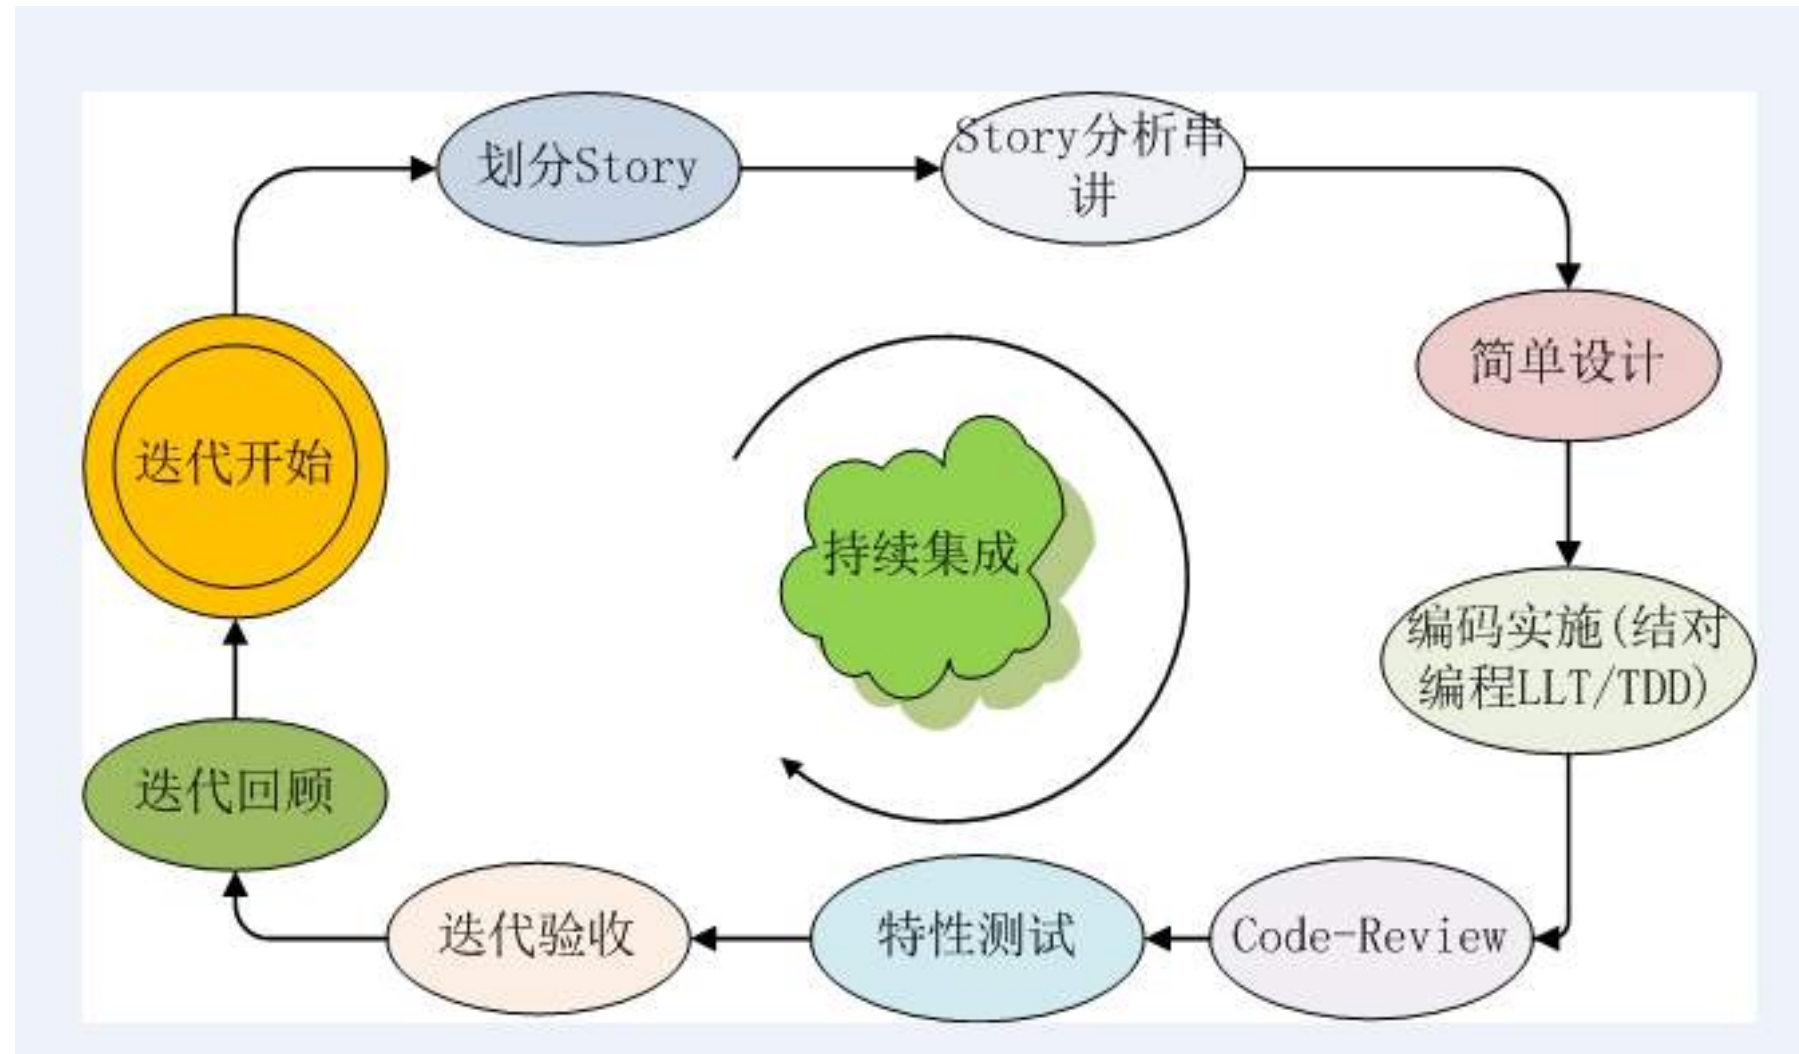 划分Story
Story分析串
讲
简单设计
迭代开始
持续集成
编码实施(结对
编程LLT/TDD)
迭代回顾
迭代验收
特性测试
Code-Review